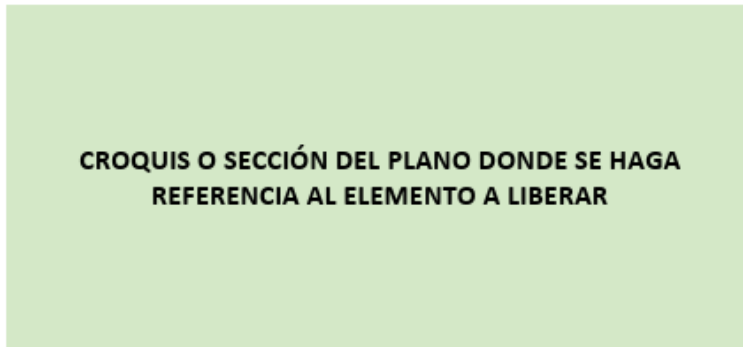 CROQUIS O SECCIÓN DEL PLANO DONDE SE HAGA
REFERENCIA AL ELEMENTO A LIBERAR